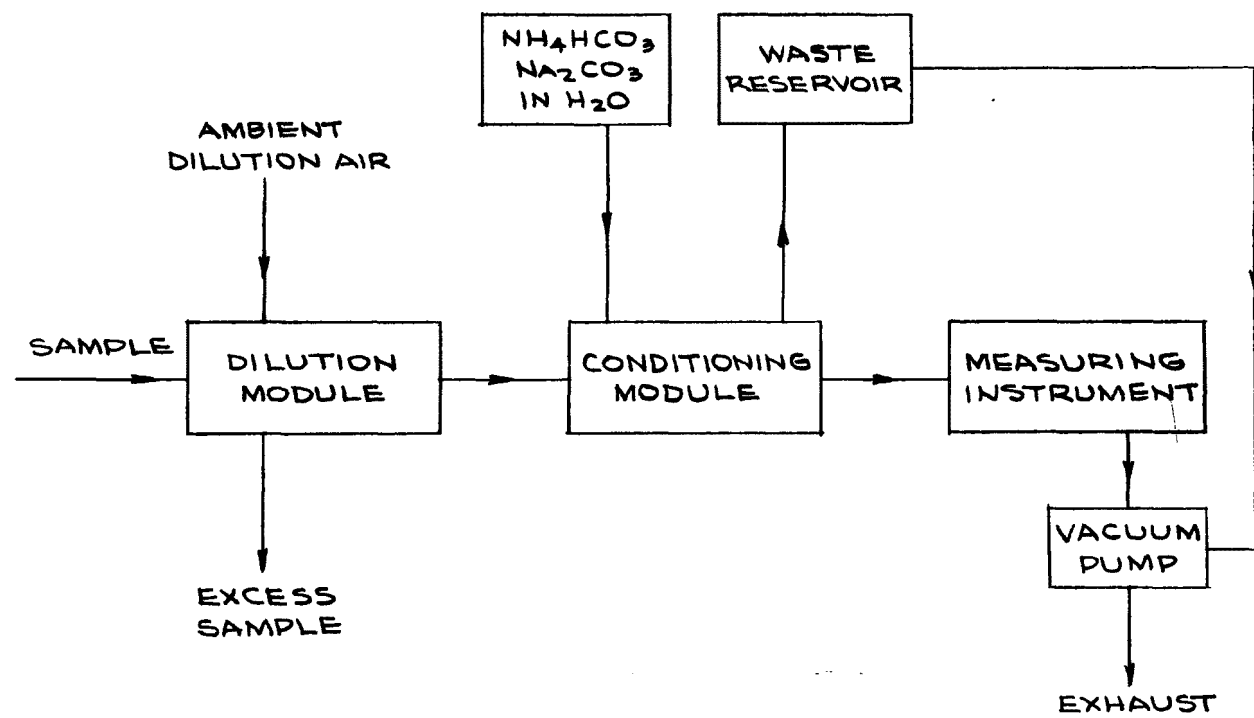 NH₄HCO₃
NA₂CO₃
IN H₂O
WASTE
RESERVOIR
AMBIENT
DILUTION AIR
SAMPLE
DILUTION
MODULE
CONDITIONING
MODULE
MEASURING
INSTRUMENT
VACUUM
PUMP
EXCESS
SAMPLE
EXHAUST